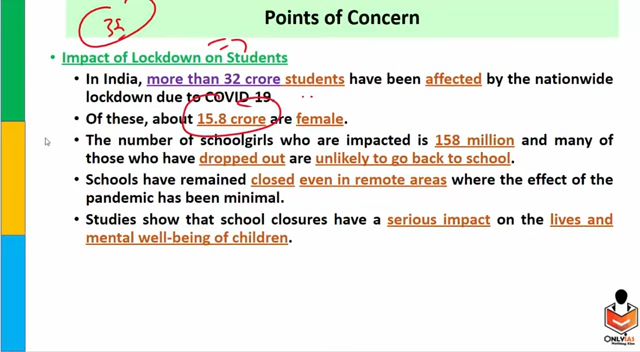 Points of Concern
35
Impact of Lockdown on Students
In India, more than 32 crore students have been affected by the nationwide
lockdown due to COVID-19.
Of these, about 15.8 crore are female.
The number of schoolgirls who are impacted is 158 million and many of
those who have dropped out are unlikely to go back to school.
Schools have remained closed even in remote areas where the effect of the
pandemic has been minimal.
Studies show that school closures have a serious impact on the lives and
mental well-being of children.
ONLYIAS